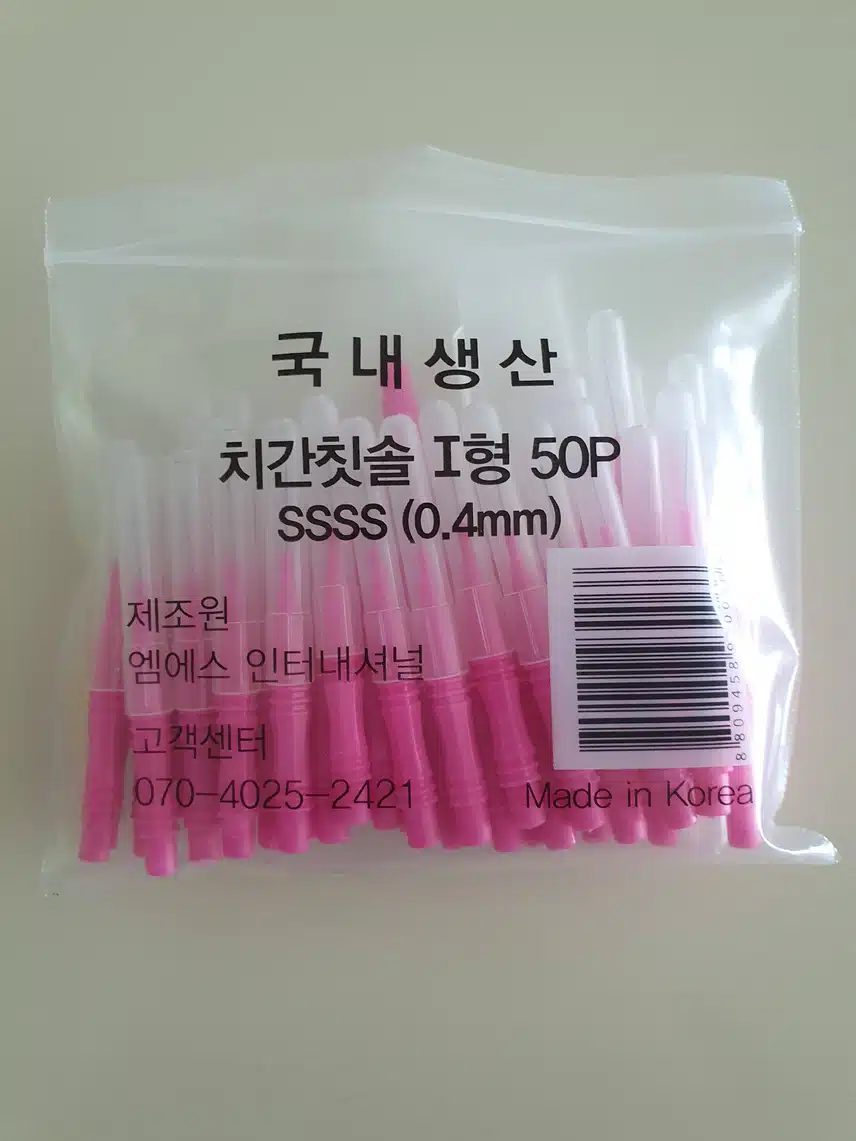 국내생산
치간칫솔 I형 50P
SSSS (0.4mm)
제조원
엠에스 인터내셔널
고객센터
070-4025-2421
Made in Korea